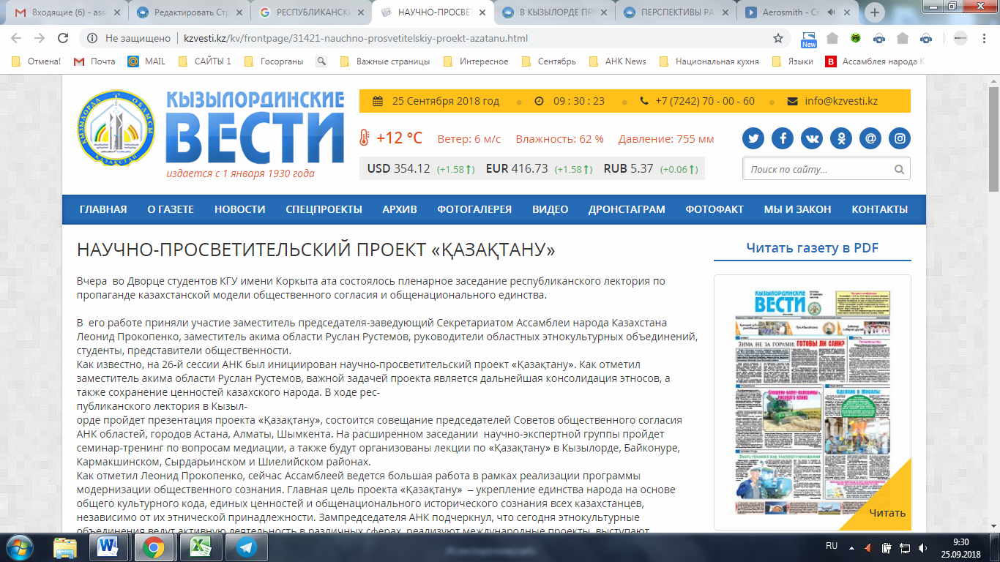 Входящие (6) - ass
Редактировать Стр
РЕСПУБЛИКАНСКИ
НАУЧНО-ПРОСВЕТ
В КЫЗЫЛОРДЕ ПР
ПЕРСПЕКТИВЫ РА
Aerosmith - Cra
Не защищено kzvesti.kz/kv/frontpage/31421-nauchno-prosvetitelskiy-proekt-azatanu.html
New
Отмена! Почта MAIL САЙТЫ 1 Госорганы Важные страницы Интересное Сентябрь АНК News Национальная кухня Языки Ассамблея народа К
КЫЗЫЛОРДИНСКИЕ
ВЕСТИ
издается с 1 января 1930 года
25 Сентября 2018 год 09 : 30 : 23 +7 (7242) 70 - 00 - 60 info@kzvesti.kz
+12 °C Ветер: 6 м/с Влажность: 62 % Давление: 755 мм
USD 354.12 (+1.58) EUR 416.73 (+1.58) RUB 5.37 (+0.06)
Поиск по сайту...
ГЛАВНАЯ О ГАЗЕТЕ НОВОСТИ СПЕЦПРОЕКТЫ АРХИВ ФОТОГАЛЕРЕЯ ВИДЕО ДРОНСТАГРАМ ФОТОФАКТ МЫ И ЗАКОН КОНТАКТЫ
НАУЧНО-ПРОСВЕТИТЕЛЬСКИЙ ПРОЕКТ «ҚАЗАҚТАНУ»
Вчера во Дворце студентов КГУ имени Коркыта ата состоялось пленарное заседание республиканского лектория по
пропаганде казахстанской модели общественного согласия и общенационального единства.
В его работе приняли участие заместитель председателя-заведующий Секретариатом Ассамблеи народа Казахстана
Леонид Прокопенко, заместитель акима области Руслан Рустемов, руководители областных этнокультурных объединений,
студенты, представители общественности.
Как известно, на 26-й сессии АНК был инициирован научно-просветительский проект «Қазақтану». Как отметил
заместитель акима области Руслан Рустемов, важной задачей проекта является дальнейшая консолидация этносов, а
также сохранение ценностей казахского народа. В ходе рес-
публиканского лектория в Кызыл-
орде пройдет презентация проекта «Қазақтану», состоится совещание председателей Советов общественного согласия
АНК областей, городов Астана, Алматы, Шымкента. На расширенном заседании научно-экспертной группы пройдет
семинар-тренинг по вопросам медиации, а также будут организованы лекции по «Қазақтану» в Кызылорде, Байконуре,
Кармакшинском, Сырдарьинском и Шиелийском районах.
Как отметил Леонид Прокопенко, сейчас Ассамблеей ведется большая работа в рамках реализации программы
модернизации общественного сознания. Главная цель проекта «Қазақтану» – укрепление единства народа на основе
общего культурного кода, единых ценностей и общенационального исторического сознания всех казахстанцев,
независимо от их этнической принадлежности. Зампредседателя АНК подчеркнул, что сегодня этнокультурные
объединения ведут активную деятельность в различных сферах, реализуют международные проекты, выступают
Читать газету в PDF
КЫЗЫЛОРДИНСКИЕ
ВЕСТИ
ЗИМА НЕ ЗА ГОРАМИ: ГОТОВЫ ЛИ САНИ?
СКОШЕНО БОЛЕЕ ПОЛОВИНЫ РИСОВОГО КЛИНА
ЗНАТЬ ТЕХНИКУ КАК ТАБЛИЦУ УМНОЖЕНИЯ
Читать
RU
9:30
25.09.2018